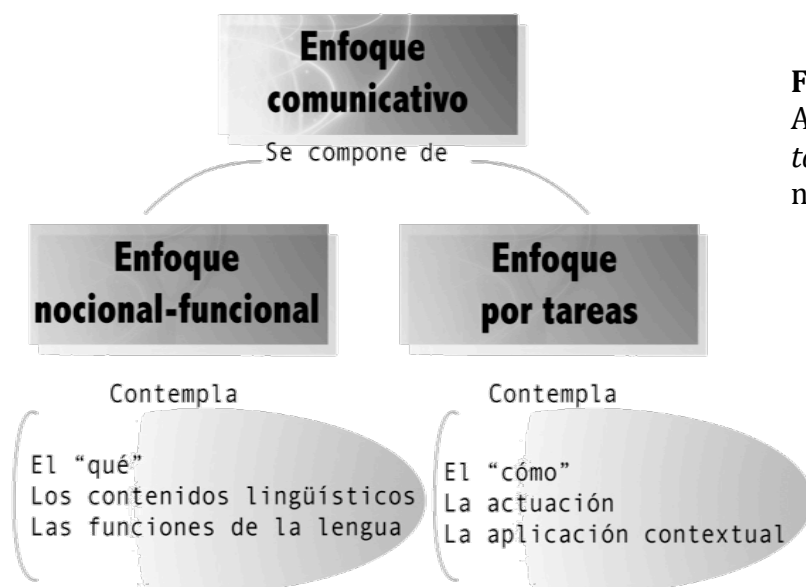 Enfoque
comunicativo
Se compone de
Enfoque
nocional-funcional
Enfoque
por tareas
Contempla
El “qué”
Los contenidos lingüísticos
Las funciones de la lengua
Contempla
El “cómo”
La actuación
La aplicación contextual